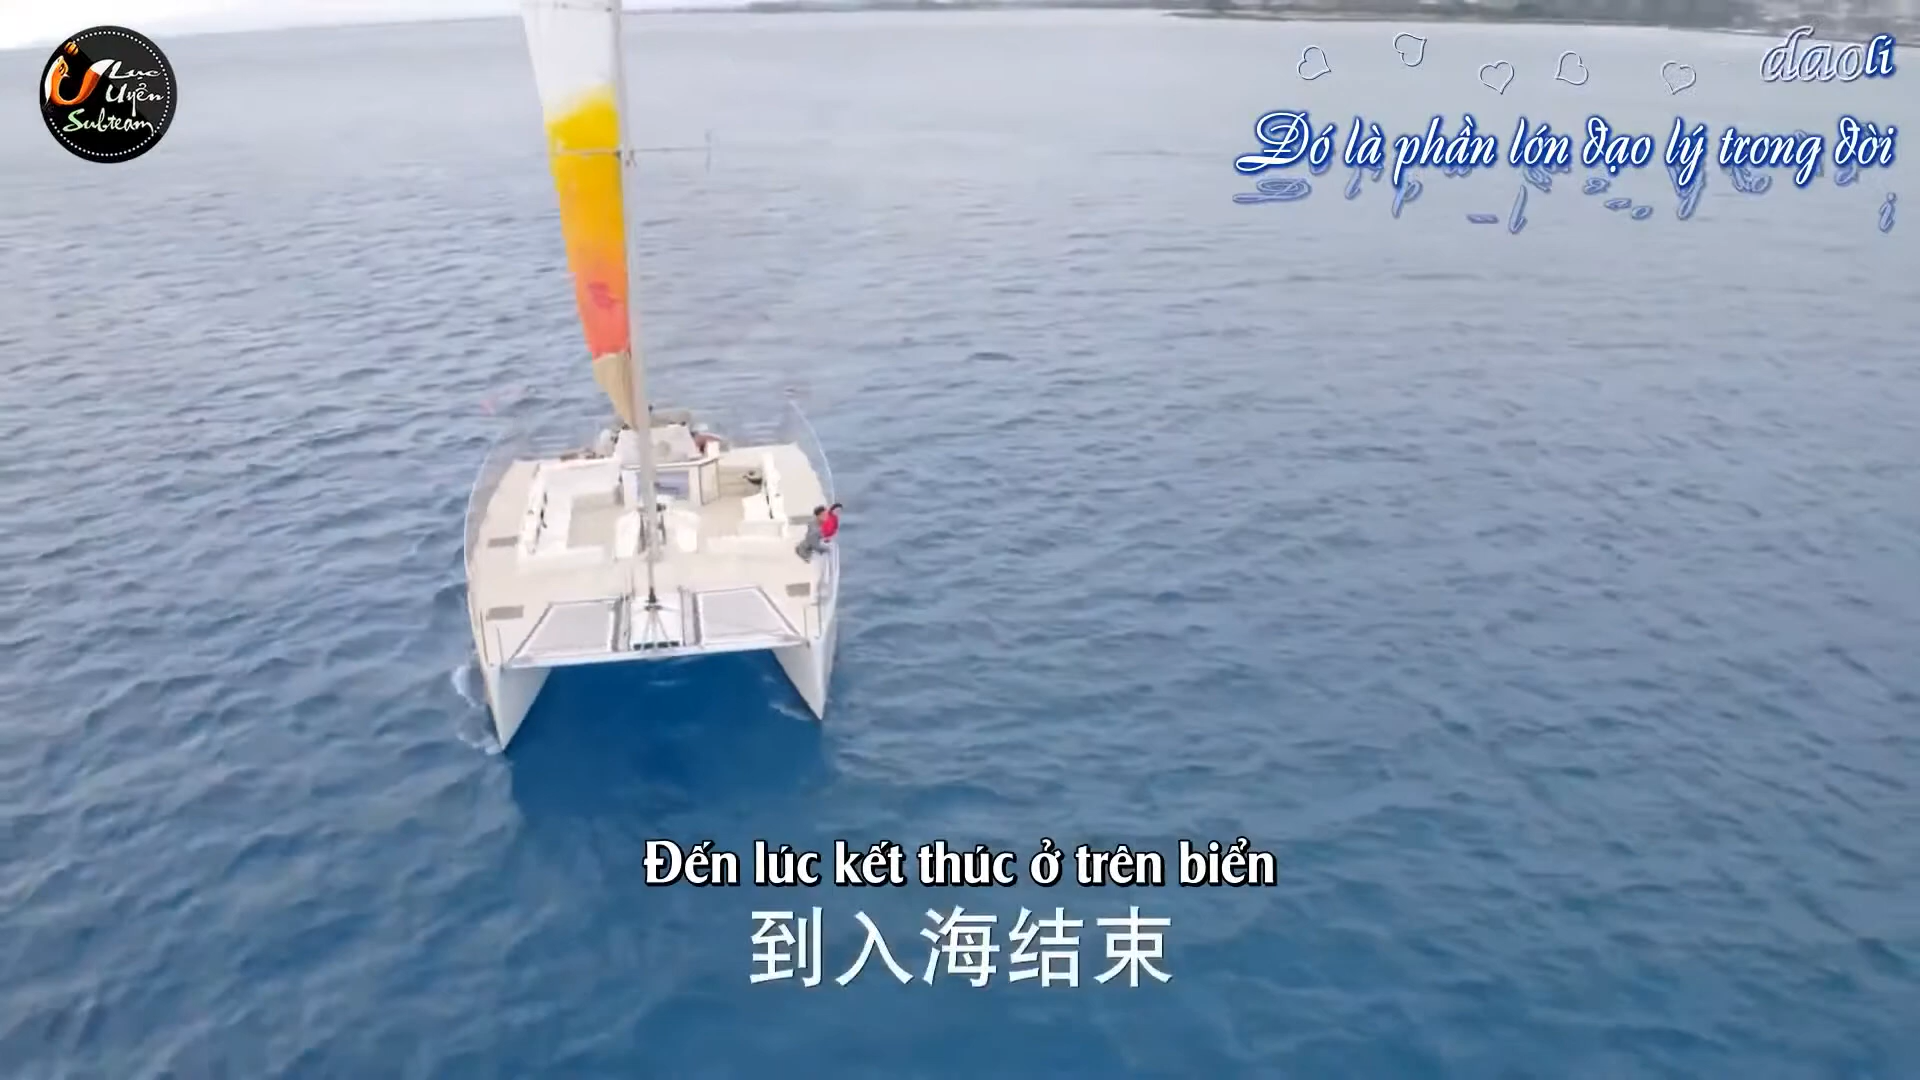 Lục
Uyển
Subteam
daoli
Đó là phần lớn đạo lý trong đời
Đến lúc kết thúc ở trên biển
到入海结束